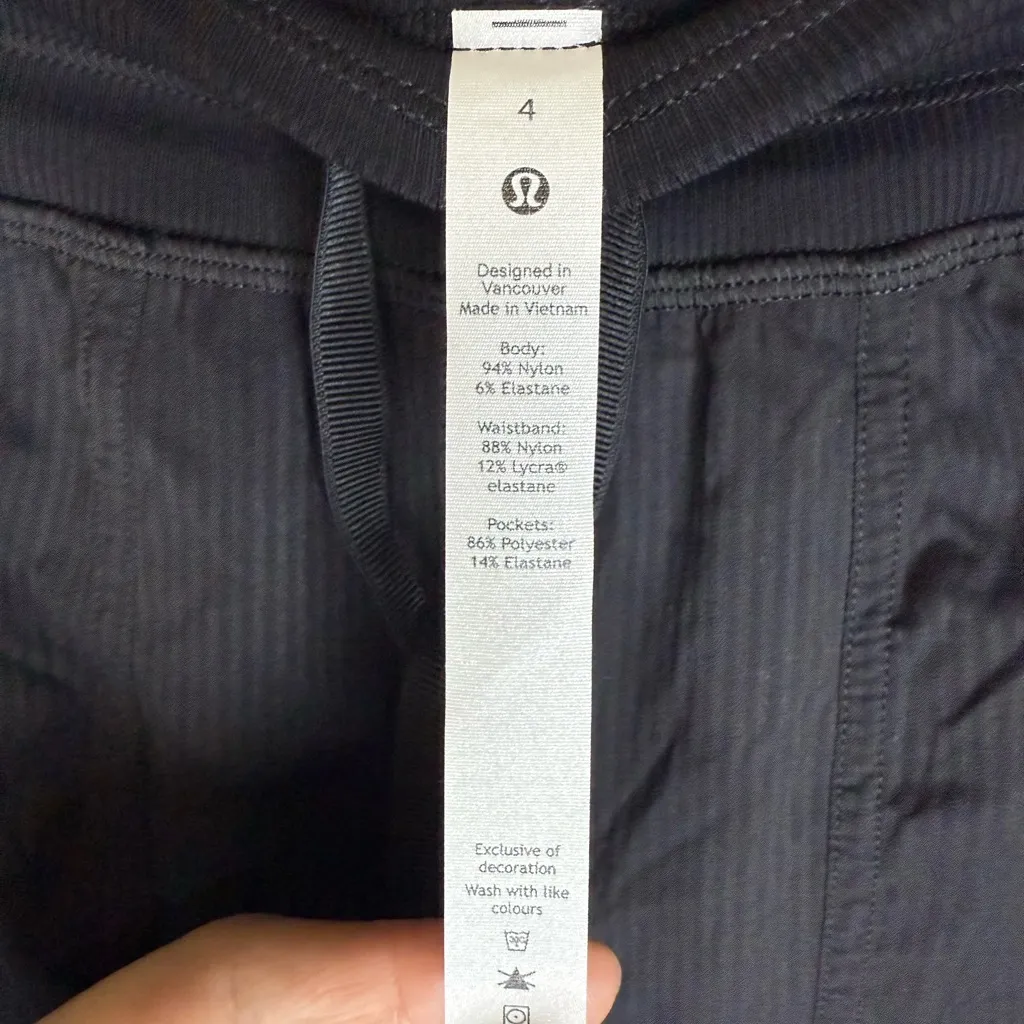 4
Designed in
Vancouver
Made in Vietnam
Body:
94% Nylon
6% Elastane
Waistband:
88% Nylon
12% Lycra®
elastane
Pockets:
86% Polyester
14% Elastane
Exclusive of
decoration
Wash with like
colours